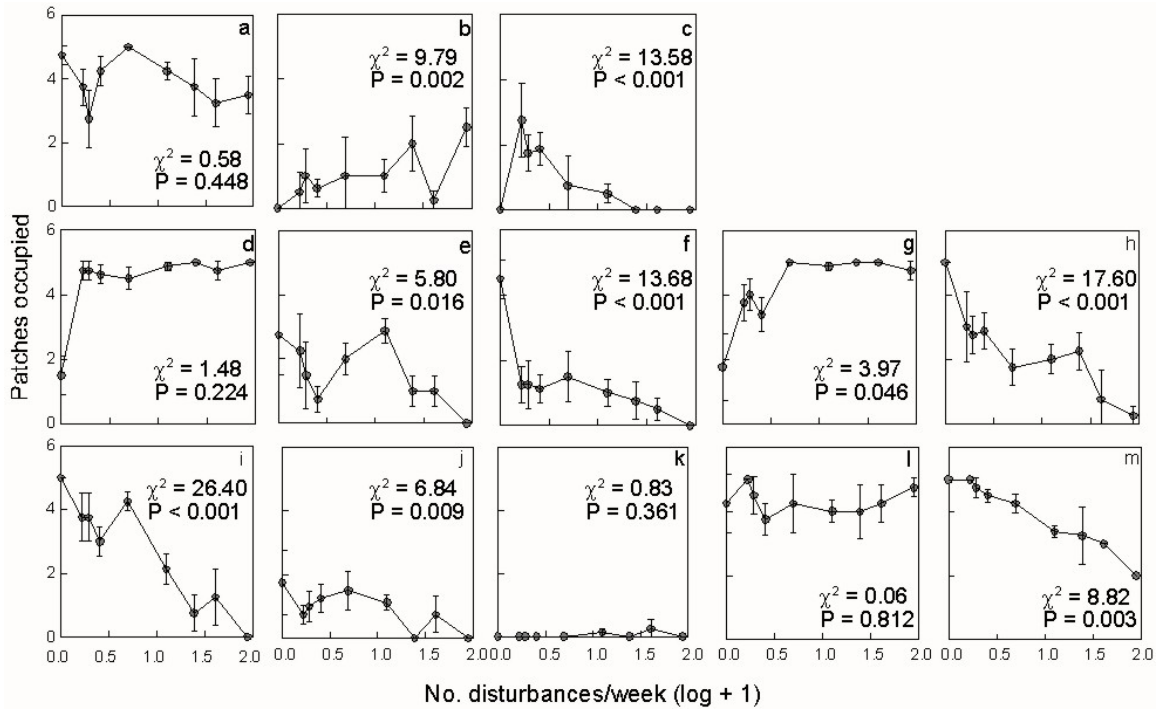 6
a
b
c
χ² = 9.79
P = 0.002
χ² = 13.58
P < 0.001
4
2
χ² = 0.58
P = 0.448
0
Patches occupied
6
d
e
f
g
h
χ² = 5.80
P = 0.016
χ² = 13.68
P < 0.001
χ² = 17.60
P < 0.001
4
2
χ² = 1.48
P = 0.224
χ² = 3.97
P = 0.046
0
6
i
j
k
l
m
χ² = 26.40
P < 0.001
χ² = 6.84
P = 0.009
χ² = 0.83
P = 0.361
4
2
χ² = 0.06
P = 0.812
χ² = 8.82
P = 0.003
0
0.0 0.5 1.0 1.5 2.0 0.0 0.5 1.0 1.5 2.0 0.0 0.5 1.0 1.5 2.0 0.0 0.5 1.0 1.5 2.0 0.0 0.5 1.0 1.5 2.0
No. disturbances/week (log + 1)